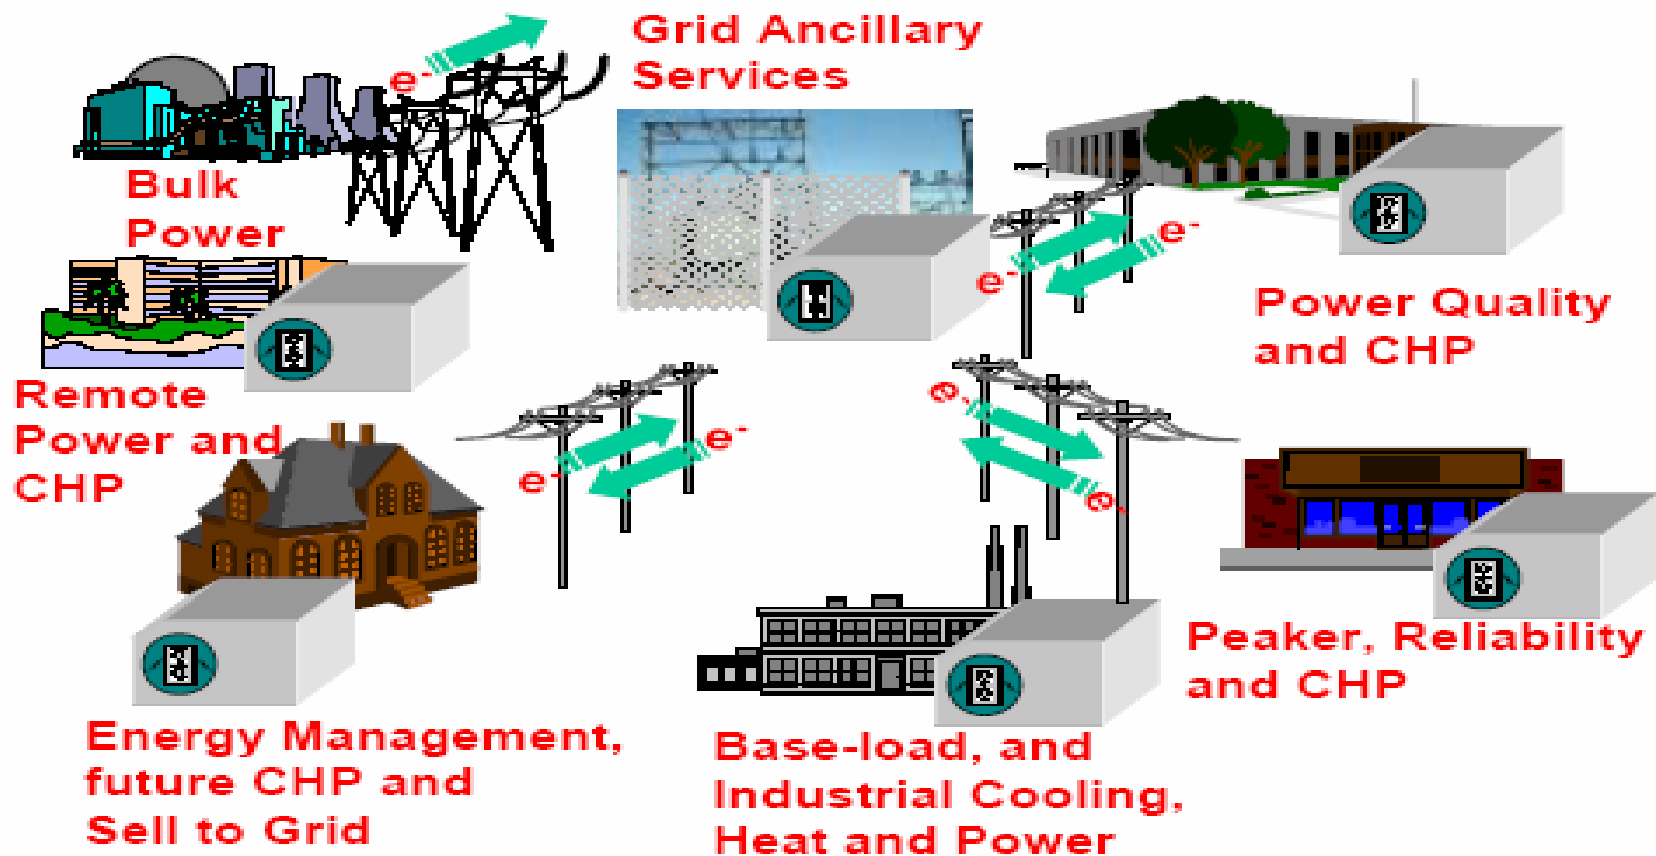 Grid Ancillary
Services
e-
Bulk
Power
e-
e-
Power Quality
and CHP
Remote
Power and
CHP
e-
e-
e-
e-
Peaker, Reliability
and CHP
Energy Management,
future CHP and
Sell to Grid
Base-load, and
Industrial Cooling,
Heat and Power